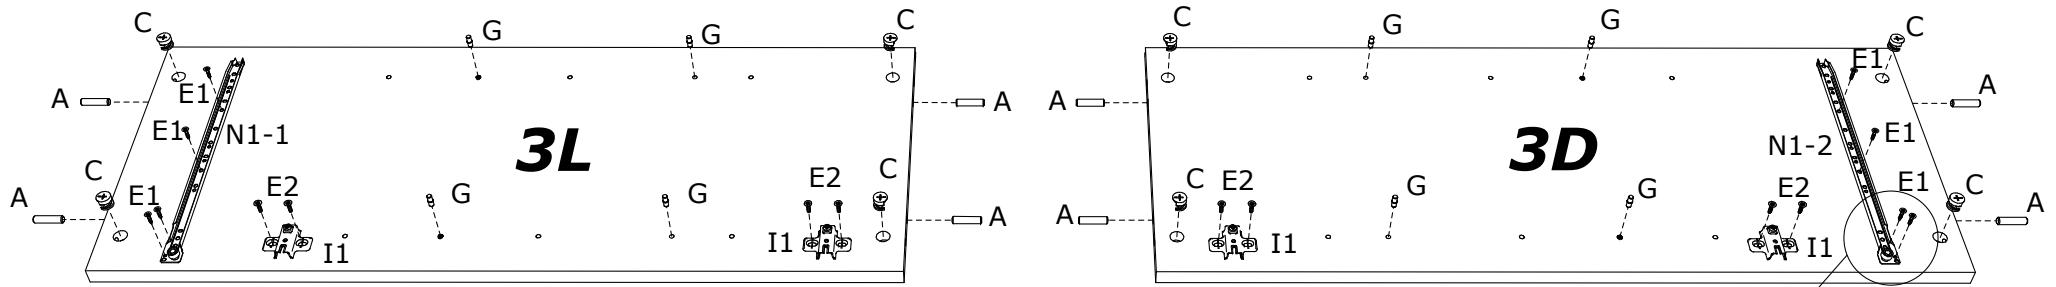 C G G C C G G C
A E1 A A E1 A
E1 N1-1 3L 3D N1-2 E1
C E1 E2 G G E2 C C E2 G G E2 E1 C
A I1 I1 A A I1 I1 A